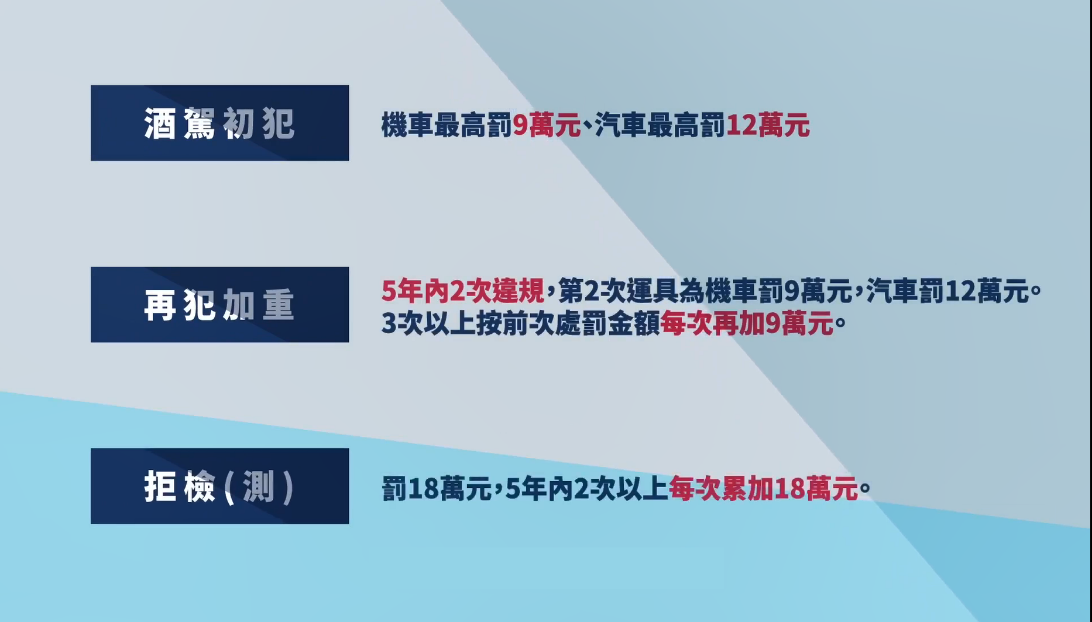 酒駕初犯
機車最高罰9萬元、汽車最高罰12萬元
再犯加重
5年內2次違規,第2次運具為機車罰9萬元,汽車罰12萬元。
3次以上按前次處罰金額每次再加9萬元。
拒檢(測)
罰18萬元,5年內2次以上每次累加18萬元。